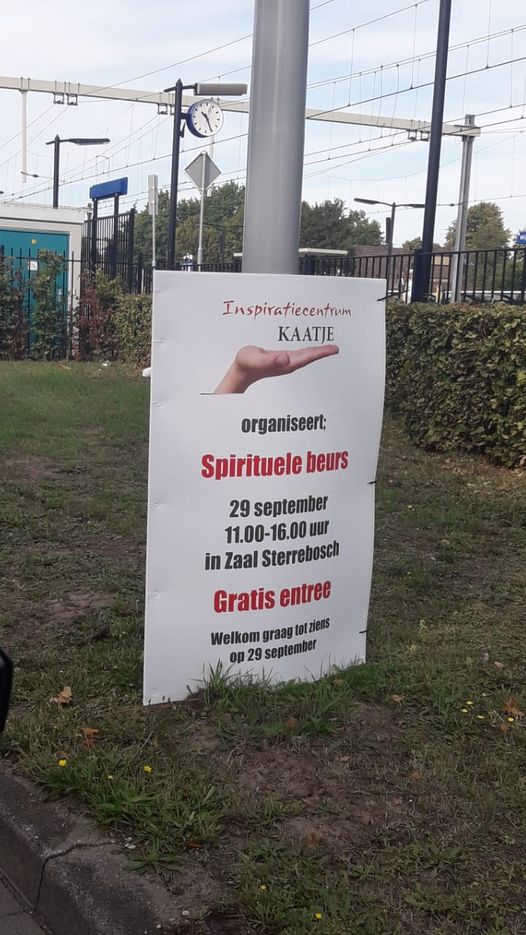 Inspiratiecentrum
KAATJE
organiseert;
Spirituele beurs
29 september
11.00-16.00 uur
in Zaal Sterrebosch
Gratis entree
Welkom graag tot ziens
op 29 september